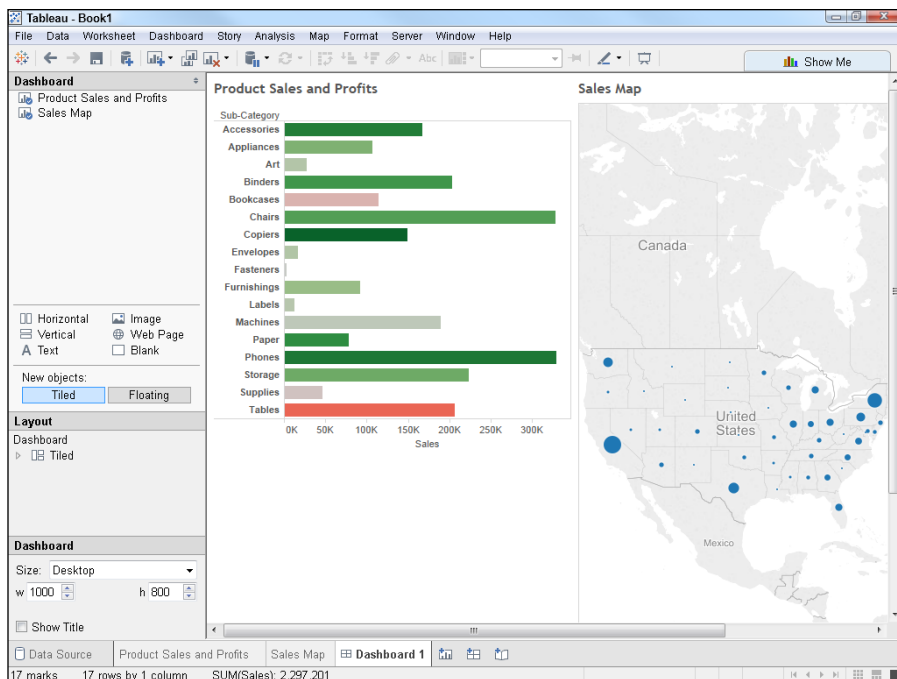 Tableau - Book1
File Data Worksheet Dashboard Story Analysis Map Format Server Window Help
Abc
Show Me
Dashboard
Product Sales and Profits
Sales Map
Horizontal Image
Vertical Web Page
A Text Blank
New objects:
Tiled Floating
Layout
Dashboard
Tiled
Dashboard
Size: Desktop
w 1000 h 800
Show Title
Product Sales and Profits
Sub-Category
Accessories
Appliances
Art
Binders
Bookcases
Chairs
Copiers
Envelopes
Fasteners
Furnishings
Labels
Machines
Paper
Phones
Storage
Supplies
Tables
0K 50K 100K 150K 200K 250K 300K
Sales
Sales Map
Canada
United
States
Mexico
Data Source Product Sales and Profits Sales Map Dashboard 1
17 marks 17 rows by 1 column SUM(Sales): 2,297,201